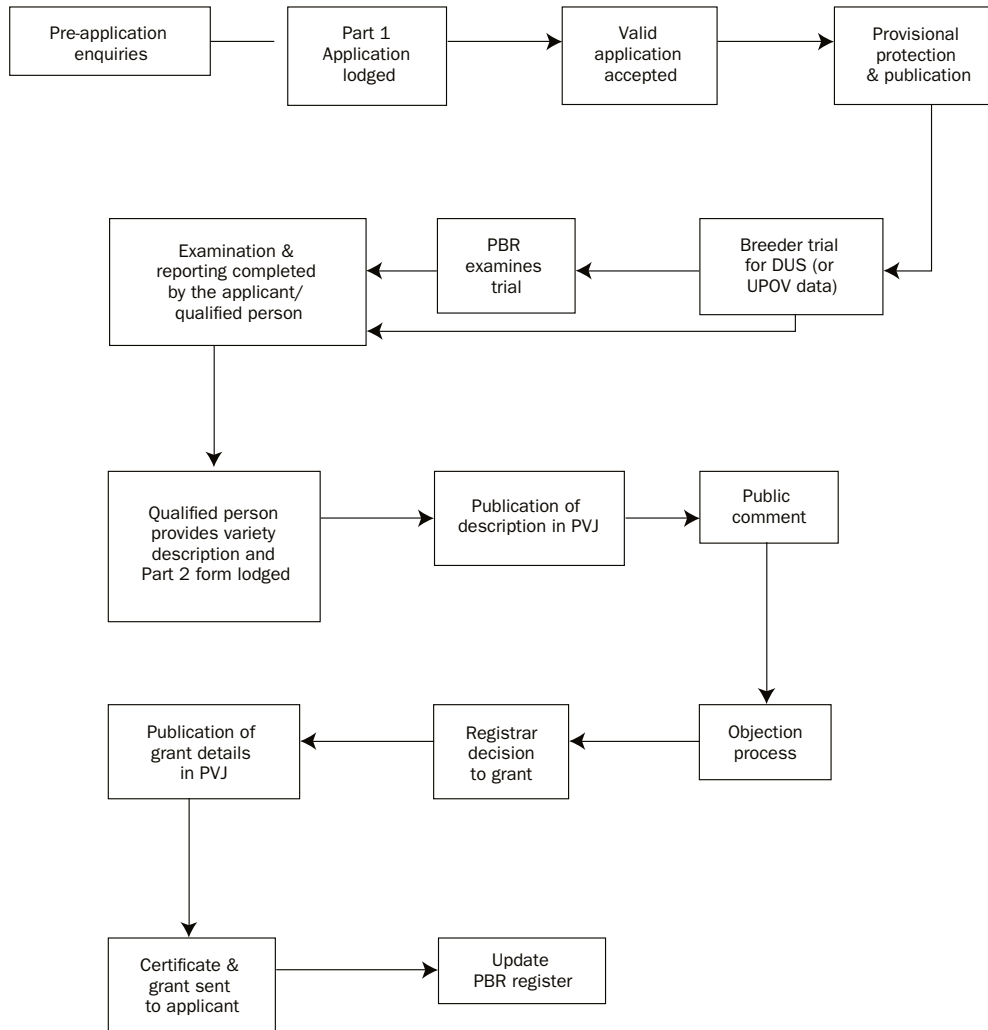 Pre-application
enquiries
Part 1
Application
lodged
Valid
application
accepted
Provisional
protection
& publication
Breeder trial
for DUS (or
UPOV data)
PBR
examines
trial
Examination &
reporting completed
by the applicant/
qualified person
Qualified person
provides variety
description and
Part 2 form lodged
Publication of
description in PVJ
Public
comment
Objection
process
Registrar
decision
to grant
Publication of
grant details
in PVJ
Certificate &
grant sent
to applicant
Update
PBR register